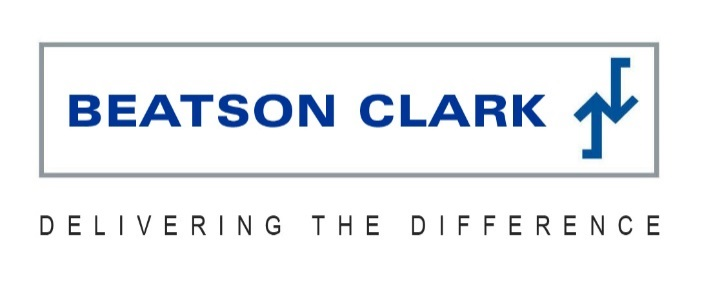 BEATSON CLARK
DELIVERING THE DIFFERENCE